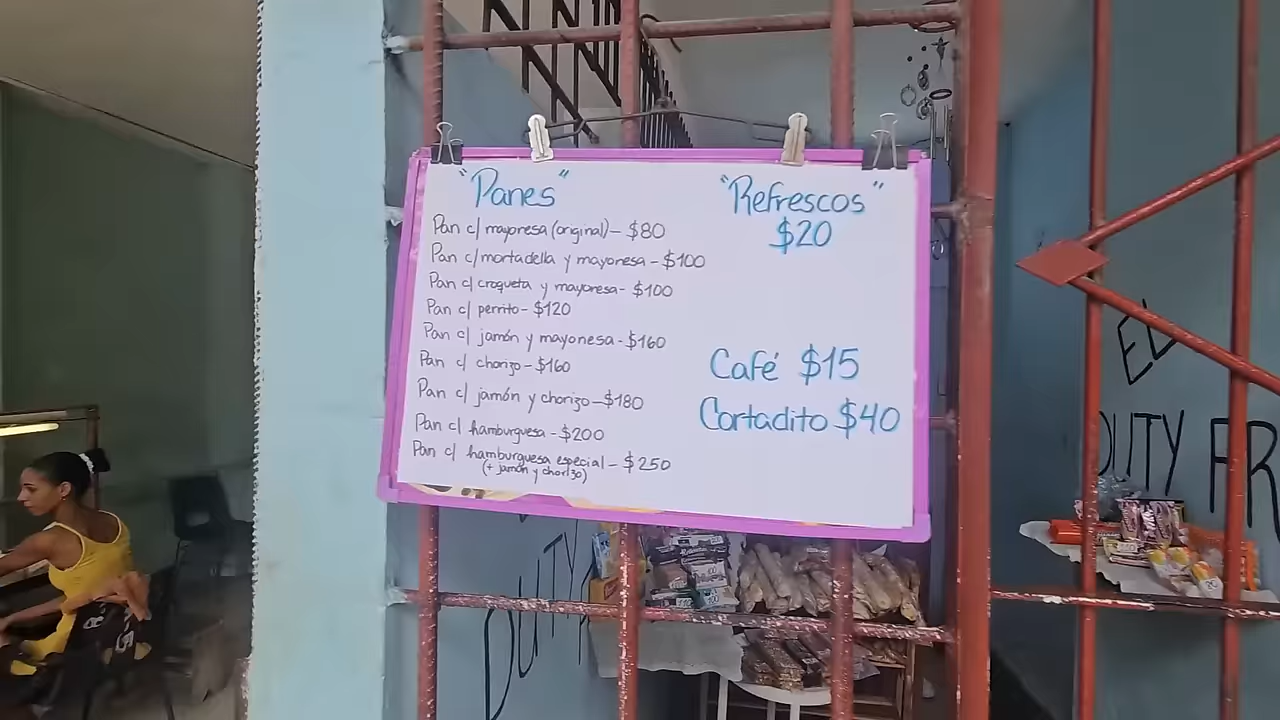 "Panes"
Pan c/ mayonesa (original) - $80
Pan c/ mortadella y mayonesa - $100
Pan c/ croqueta y mayonesa - $100
Pan c/ perrito - $120
Pan c/ jamón y mayonesa - $160
Pan c/ chorizo - $160
Pan c/ jamón y chorizo - $180
Pan c/ hamburguesa - $200
Pan c/ hamburguesa especial - $250
(+ jamón y chorizo)
"Refrescos"
$20
Café $15
Cortadito $40
DUTY
EL
DUTY FR